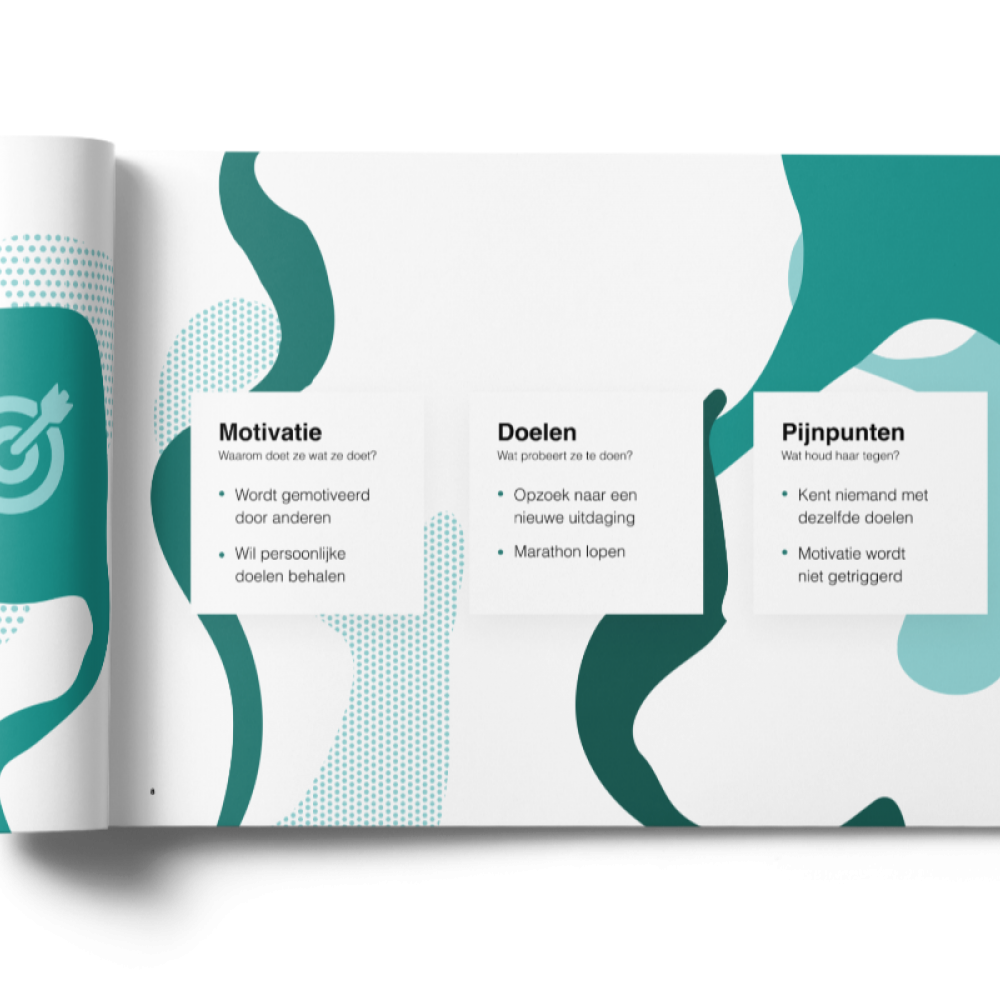 Motivatie
Waarom doet ze wat ze doet?
• Wordt gemotiveerd
door anderen
• Wil persoonlijke
doelen behalen
Doelen
Wat probeert ze te doen?
• Opzoek naar een
nieuwe uitdaging
• Marathon lopen
Pijnpunten
Wat houd haar tegen?
• Kent niemand met
dezelfde doelen
• Motivatie wordt
niet getriggerd